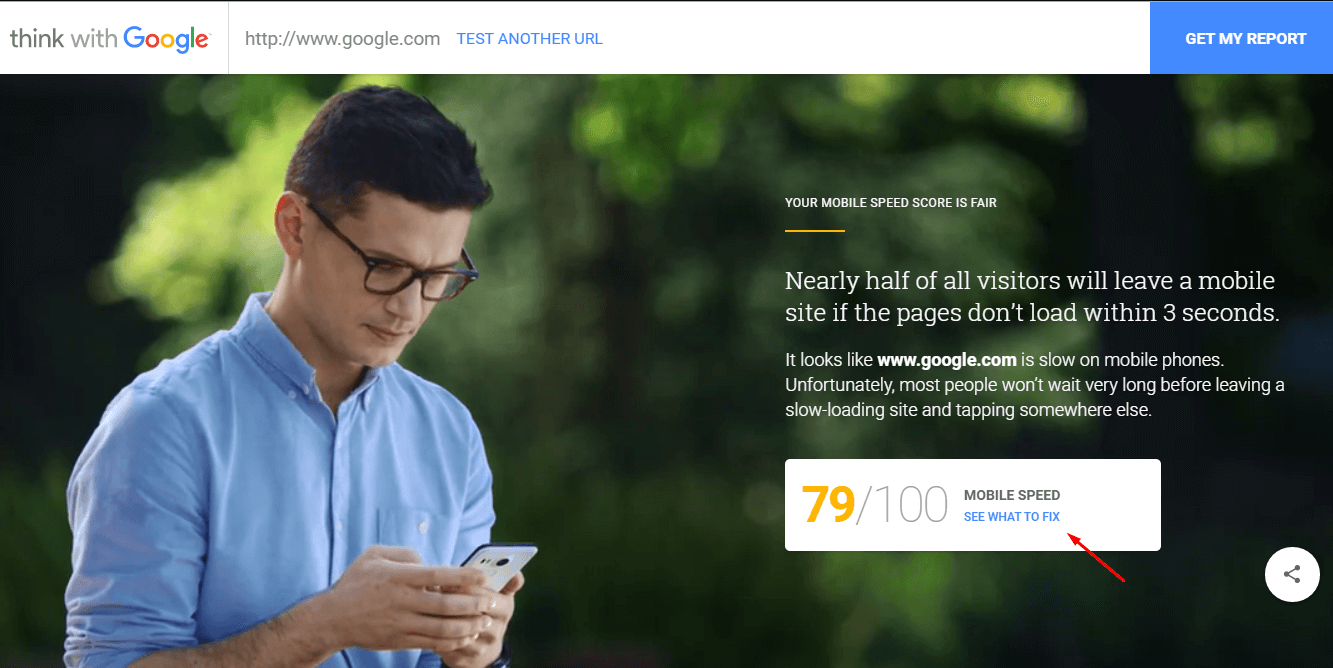 think with Google
http://www.google.com
TEST ANOTHER URL
GET MY REPORT
YOUR MOBILE SPEED SCORE IS FAIR
Nearly half of all visitors will leave a mobile
site if the pages don’t load within 3 seconds.
It looks like www.google.com is slow on mobile phones.
Unfortunately, most people won’t wait very long before leaving a
slow-loading site and tapping somewhere else.
79/100
MOBILE SPEED
SEE WHAT TO FIX